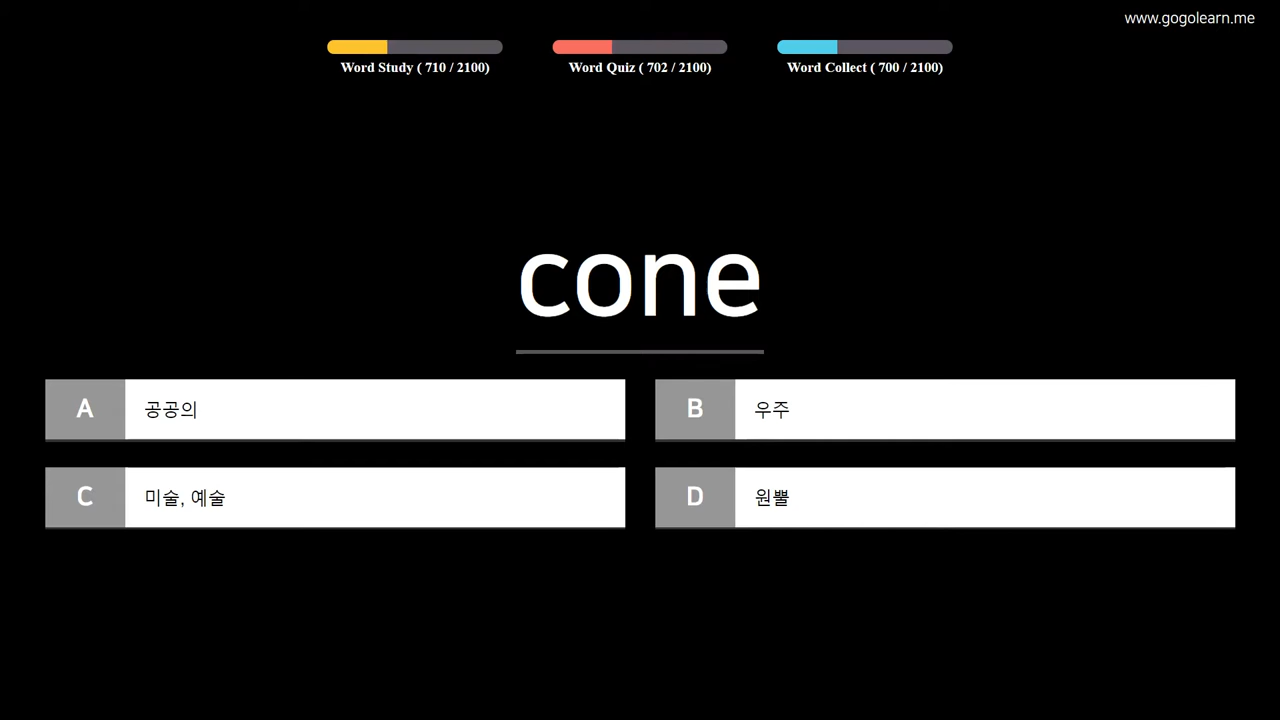 www.gogolearn.me
Word Study ( 710 / 2100)
Word Quiz ( 702 / 2100)
Word Collect ( 700 / 2100)
cone
A 공공의
B 우주
C 미술, 예술
D 원뿔